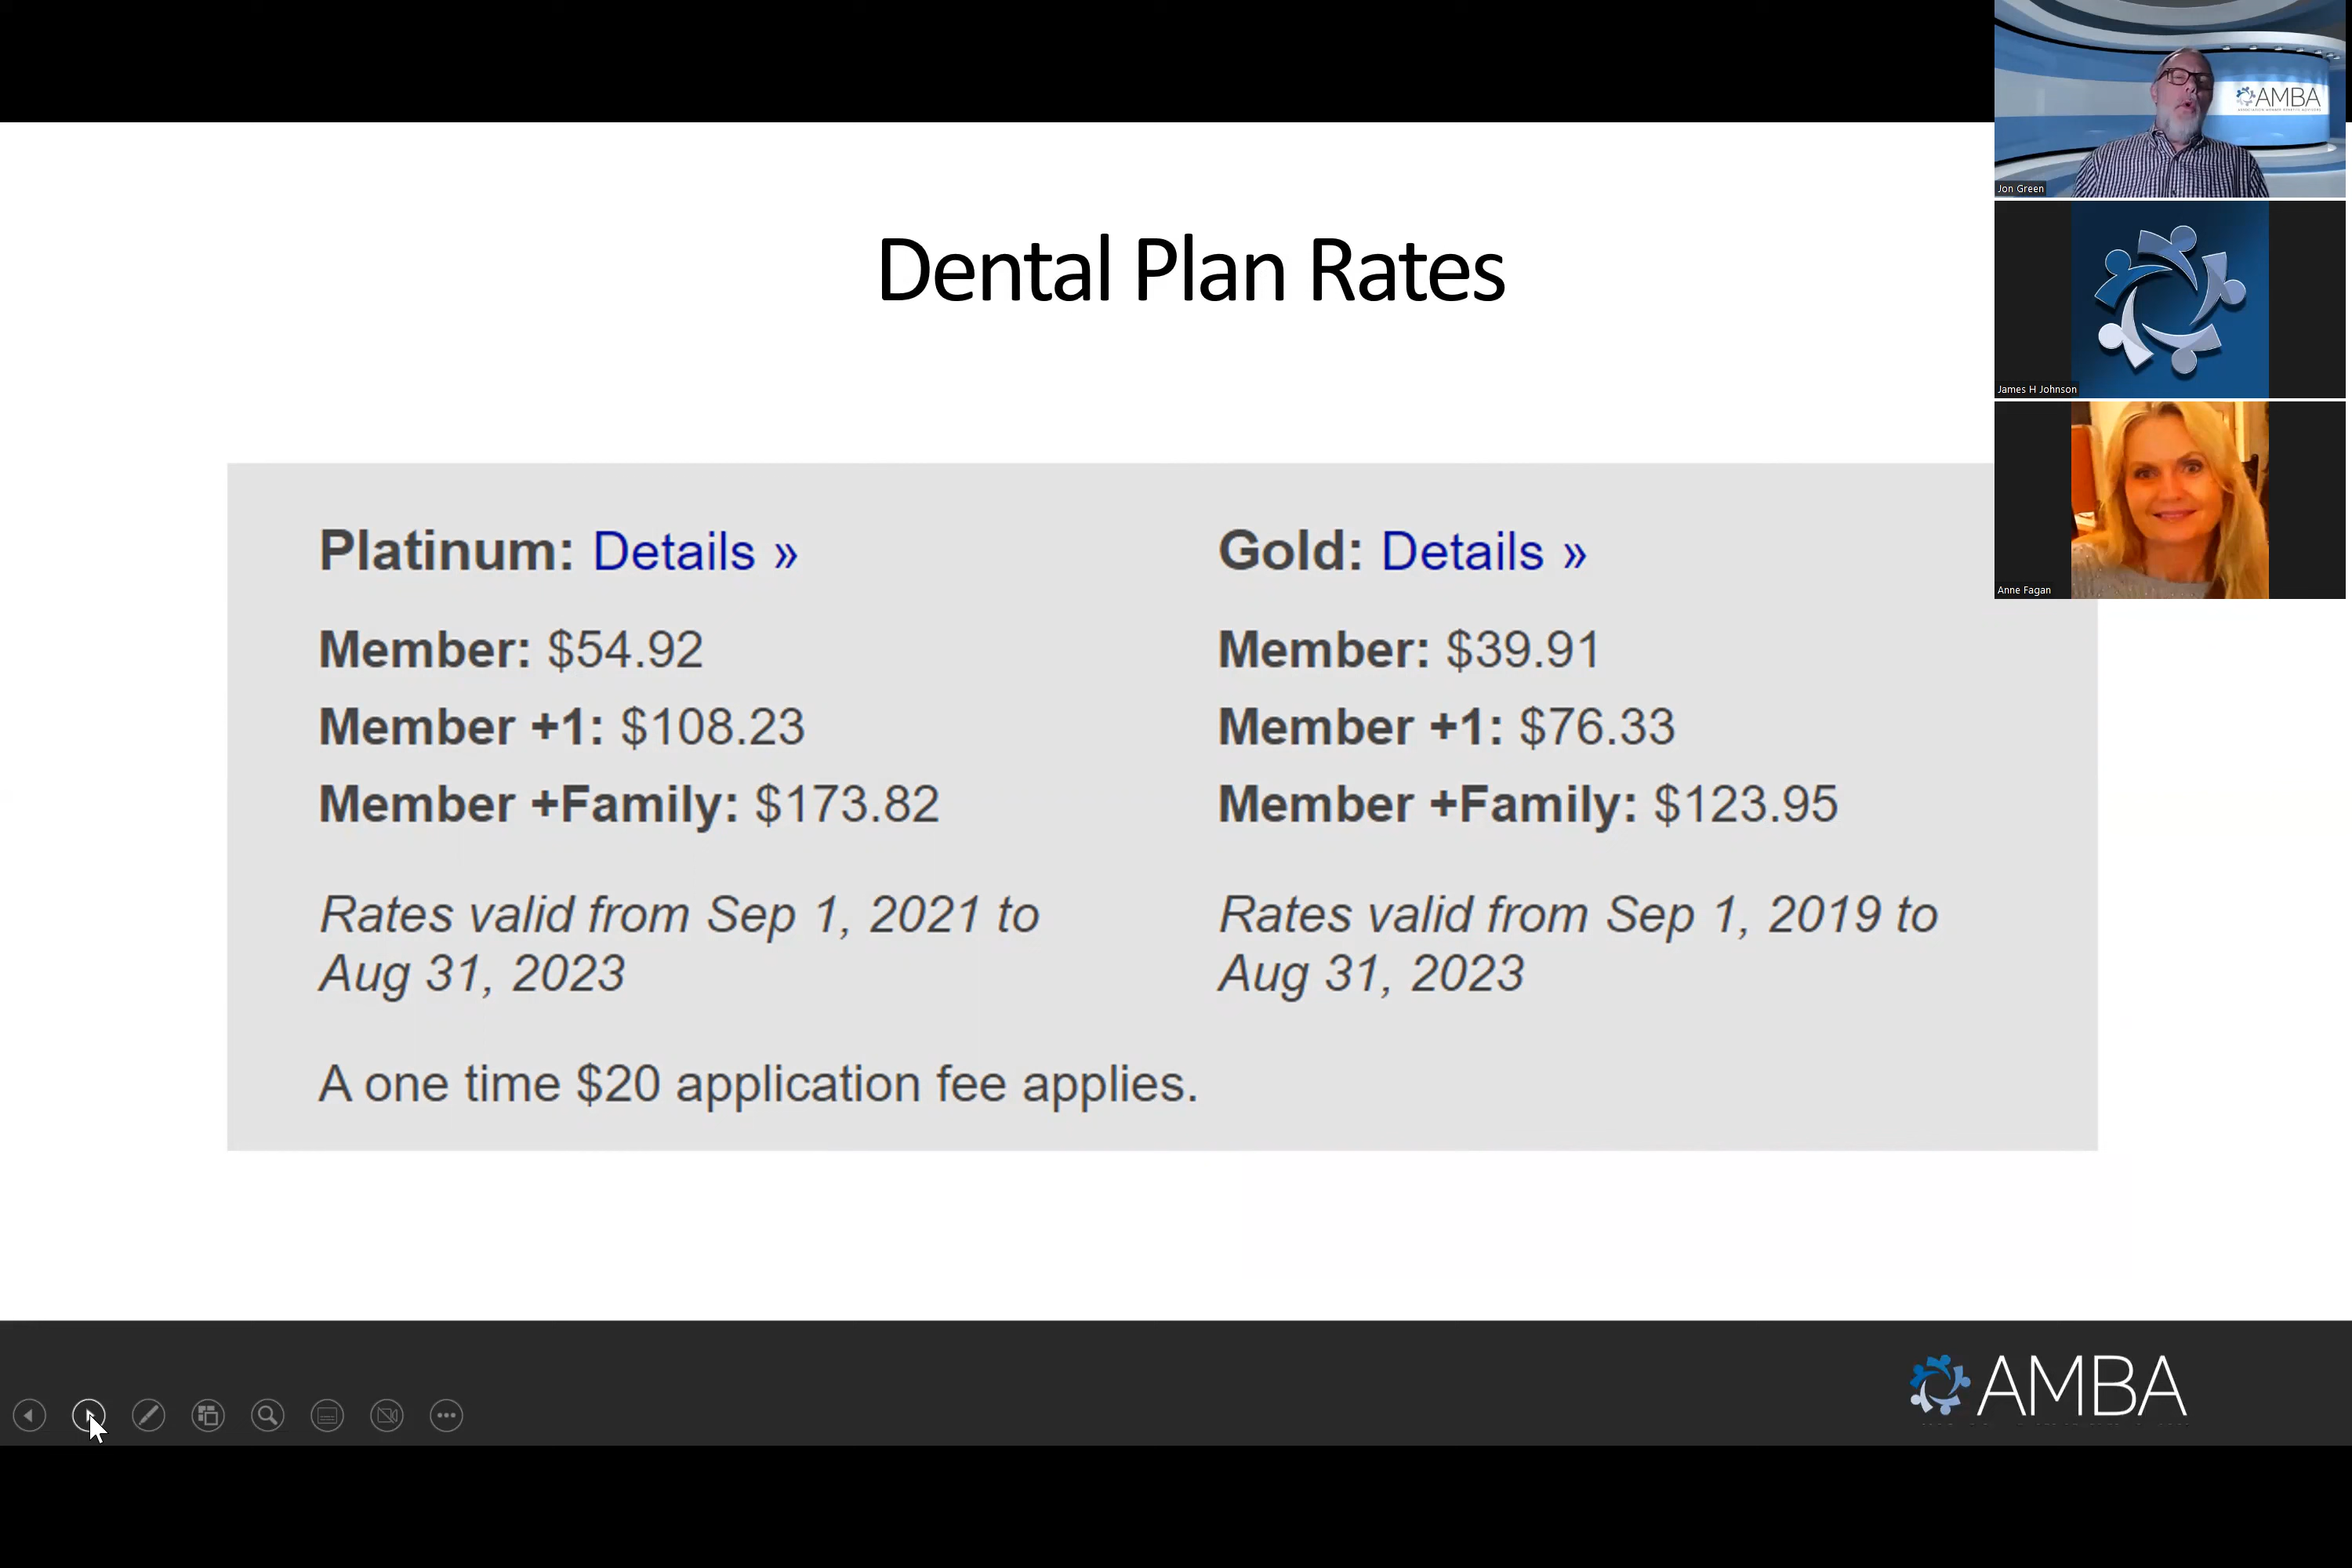 Dental Plan Rates
Platinum: Details »
Member: $54.92
Member +1: $108.23
Member +Family: $173.82
Rates valid from Sep 1, 2021 to
Aug 31, 2023
Gold: Details »
Member: $39.91
Member +1: $76.33
Member +Family: $123.95
Rates valid from Sep 1, 2019 to
Aug 31, 2023
A one time $20 application fee applies.
AMBA
Jon Green
James H Johnson
Anne Fagan
AMBA